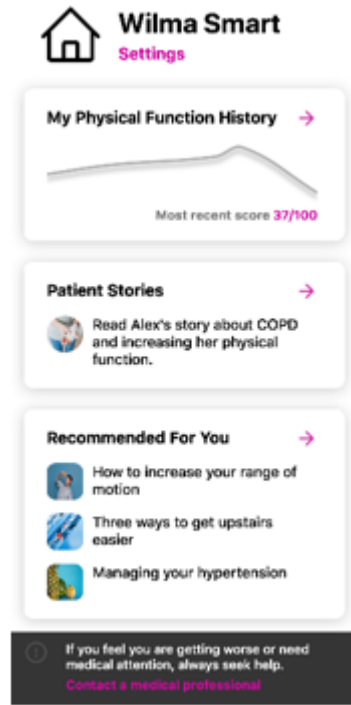 Wilma Smart
Settings
My Physical Function History →
Most recent score 37/100
Patient Stories →
Read Alex's story about COPD
and increasing her physical
function.
Recommended For You →
How to increase your range of
motion
Three ways to get upstairs
easier
Managing your hypertension
If you feel you are getting worse or need
medical attention, always seek help.
Contact a medical professional